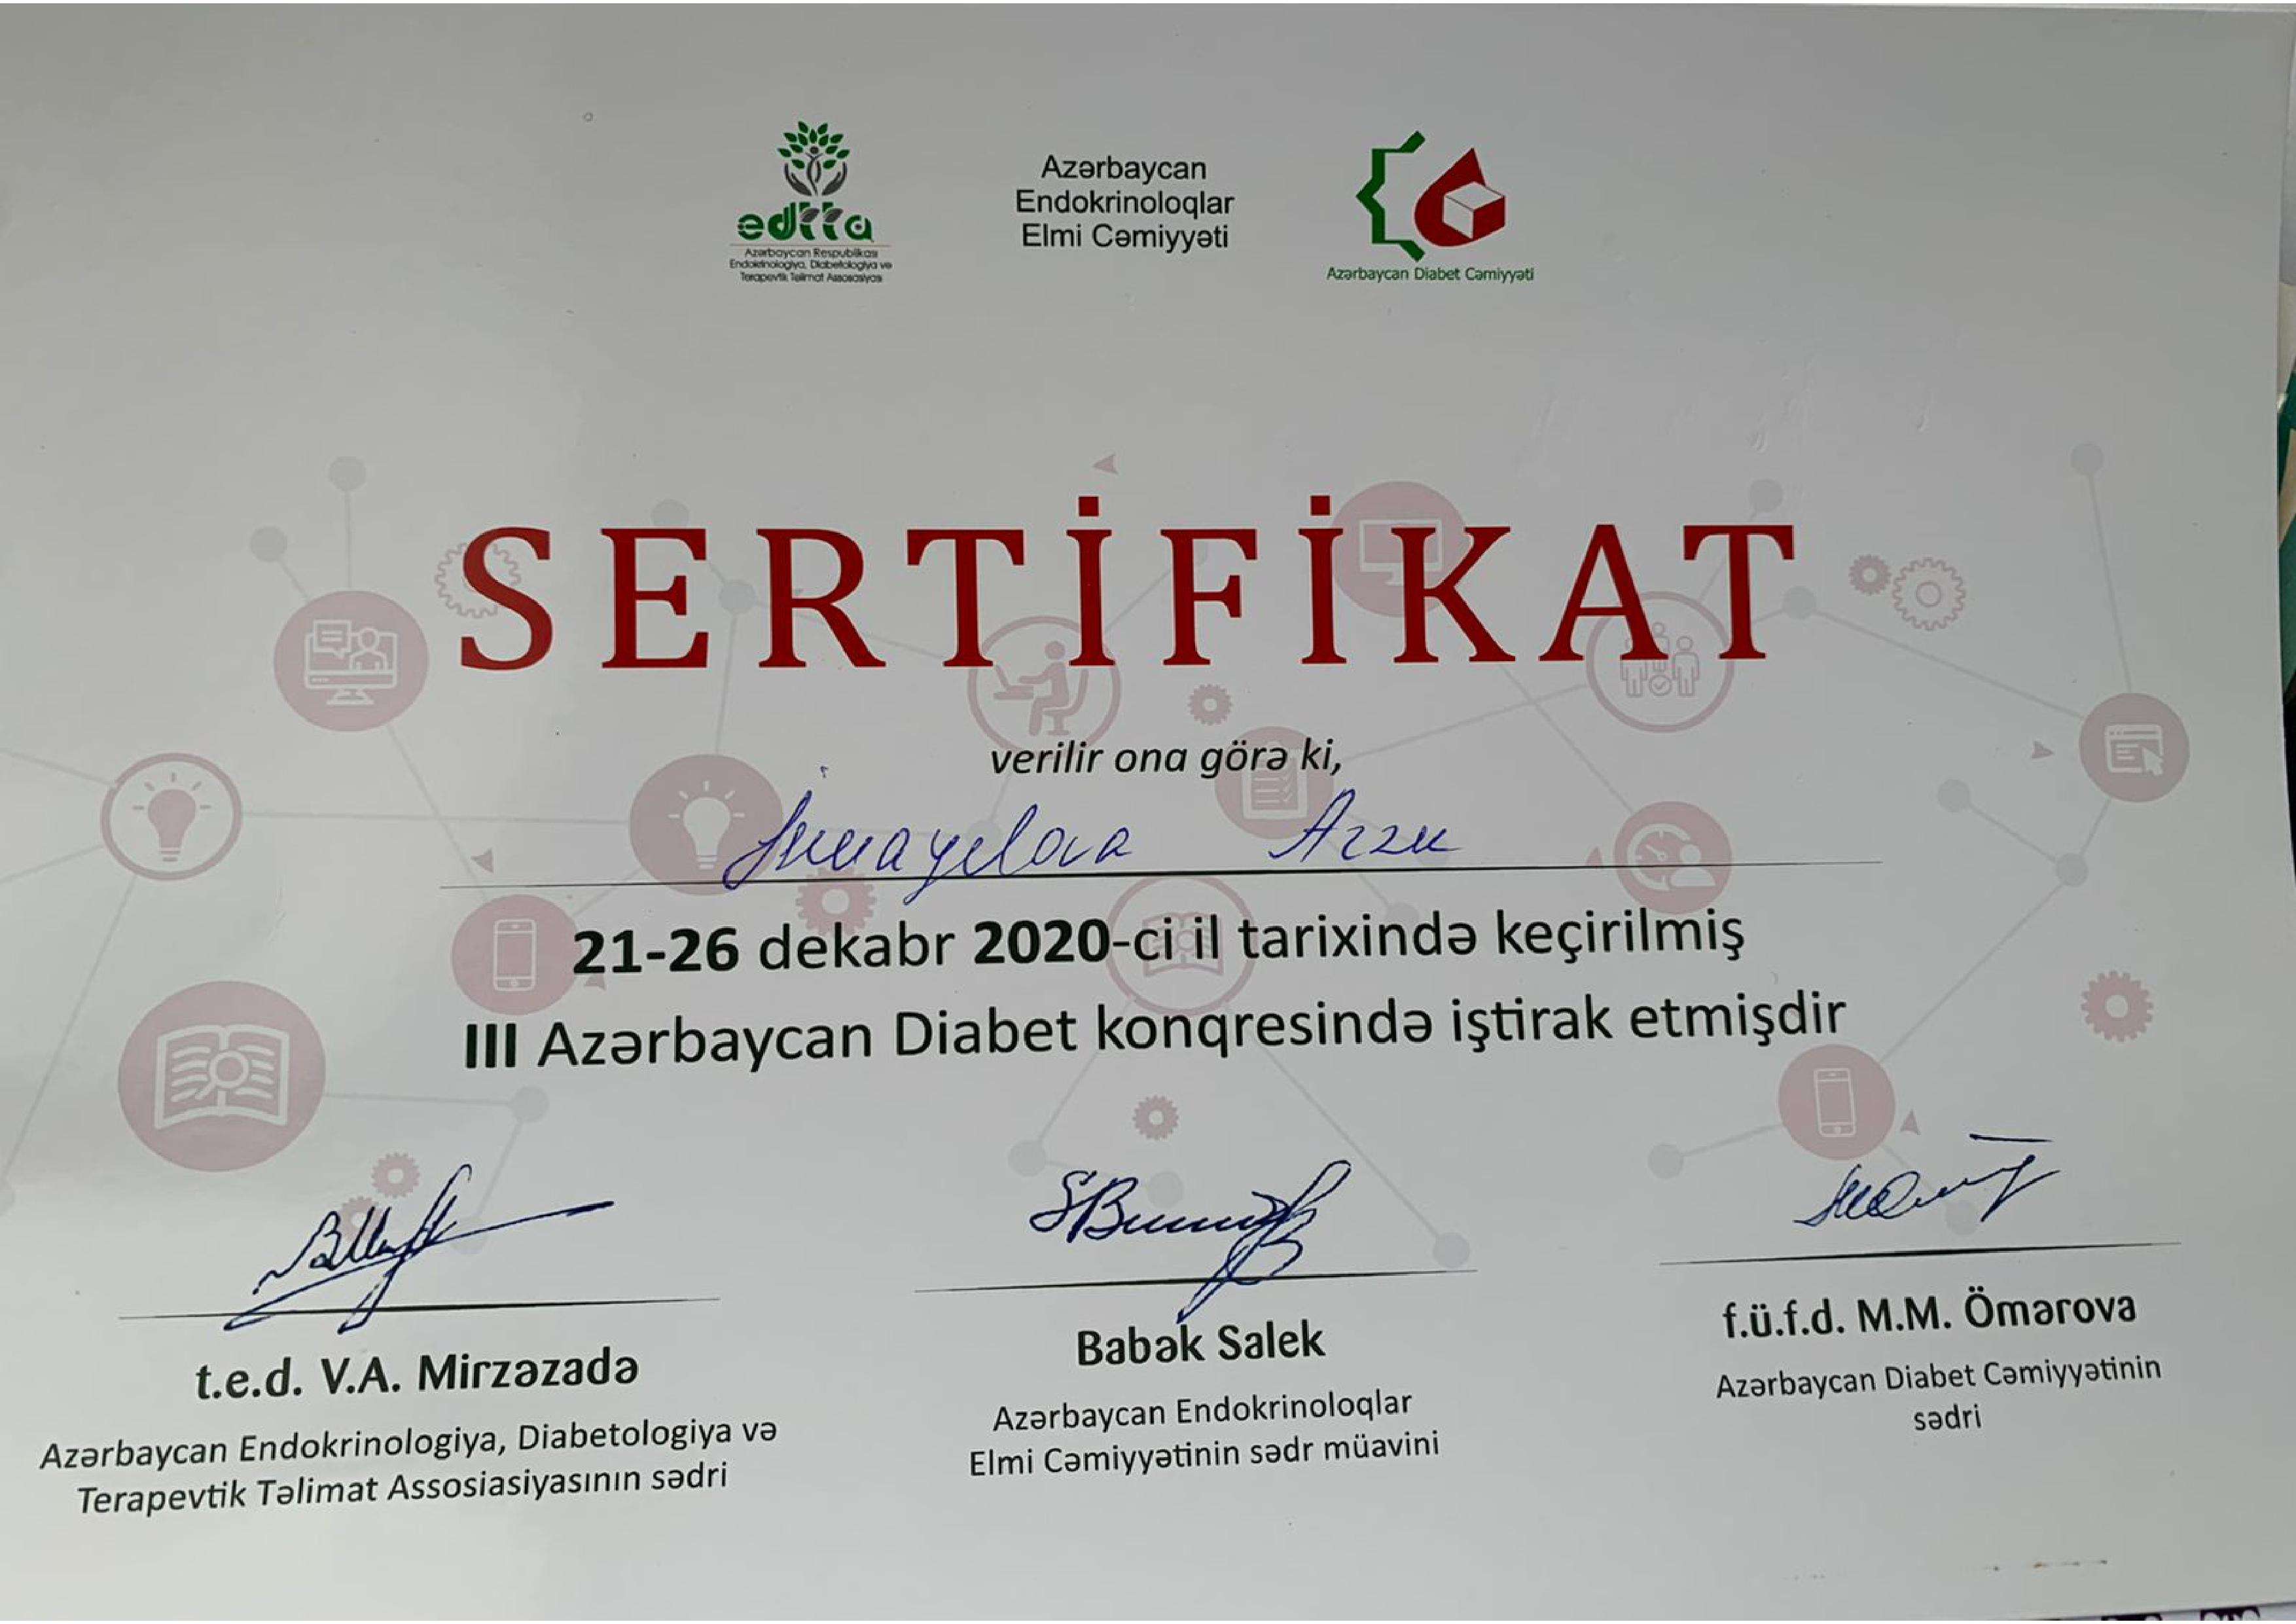 edtta
Azərbaycan Respublikası
Endokrinologiya, Diabetologiya və
Terapevtik Təlimat Assosasiyası
Azərbaycan
Endokrinoloqlar
Elmi Cəmiyyəti
Azərbaycan Diabet Cəmiyyəti
SERTİFİKAT
verilir ona görə ki,
İsmayılova Arzu
21-26 dekabr 2020-ci il tarixində keçirilmiş
III Azərbaycan Diabet konqresində iştirak etmişdir
t.e.d. V.A. Mirzəzadə
Azərbaycan Endokrinologiya, Diabetologiya və
Terapevtik Təlimat Assosiasiyasının sədri
Babək Salek
Azərbaycan Endokrinoloqlar
Elmi Cəmiyyətinin sədr müavini
f.ü.f.d. M.M. Ömərova
Azərbaycan Diabet Cəmiyyətinin
sədri